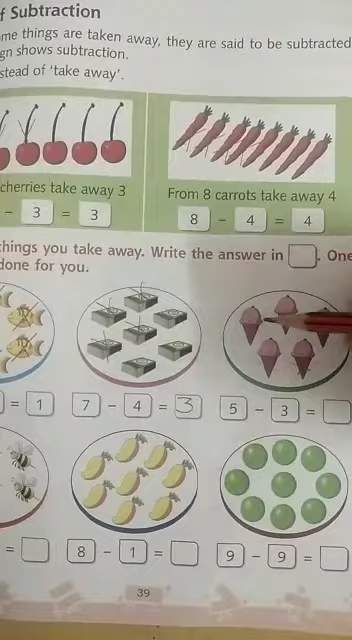 f Subtraction
me things are taken away, they are said to be subtracted
gn shows subtraction.
stead of 'take away'.
cherries take away 3
From 8 carrots take away 4
- 3 = 3
8 - 4 = 4
things you take away. Write the answer in . One
done for you.
= 1
7 - 4 = 3
5 - 3 =
=
8 - 1 =
9 - 9 =
39